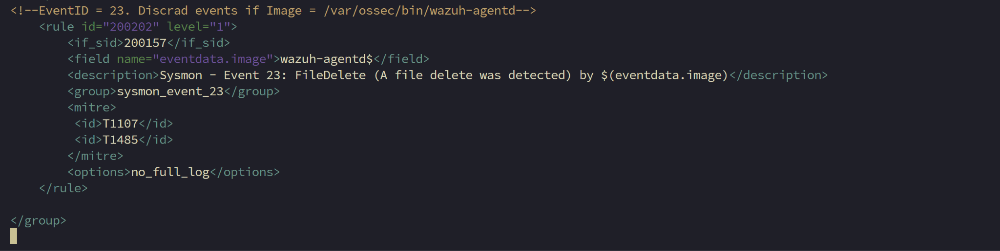 <!--EventID = 23. Discrad events if Image = /var/ossec/bin/wazuh-agentd-->
    <rule id="200202" level="1">
        <if_sid>200157</if_sid>
        <field name="eventdata.image">wazuh-agentd$</field>
        <description>Sysmon - Event 23: FileDelete (A file delete was detected) by $(eventdata.image)</description>
        <group>sysmon_event_23</group>
        <mitre>
         <id>T1107</id>
         <id>T1485</id>
        </mitre>
        <options>no_full_log</options>
    </rule>

</group>